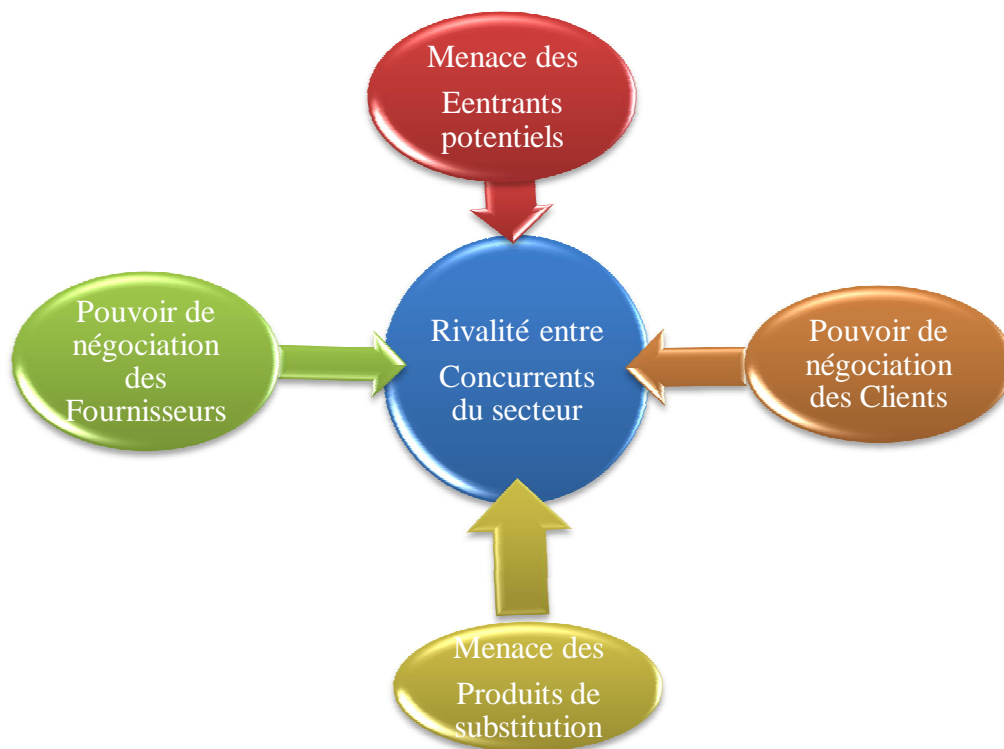 Menace des
Eentrants
potentiels
Pouvoir de
négociation
des
Fournisseurs
Rivalité entre
Concurrents
du secteur
Pouvoir de
négociation
des Clients
Menace des
Produits de
substitution